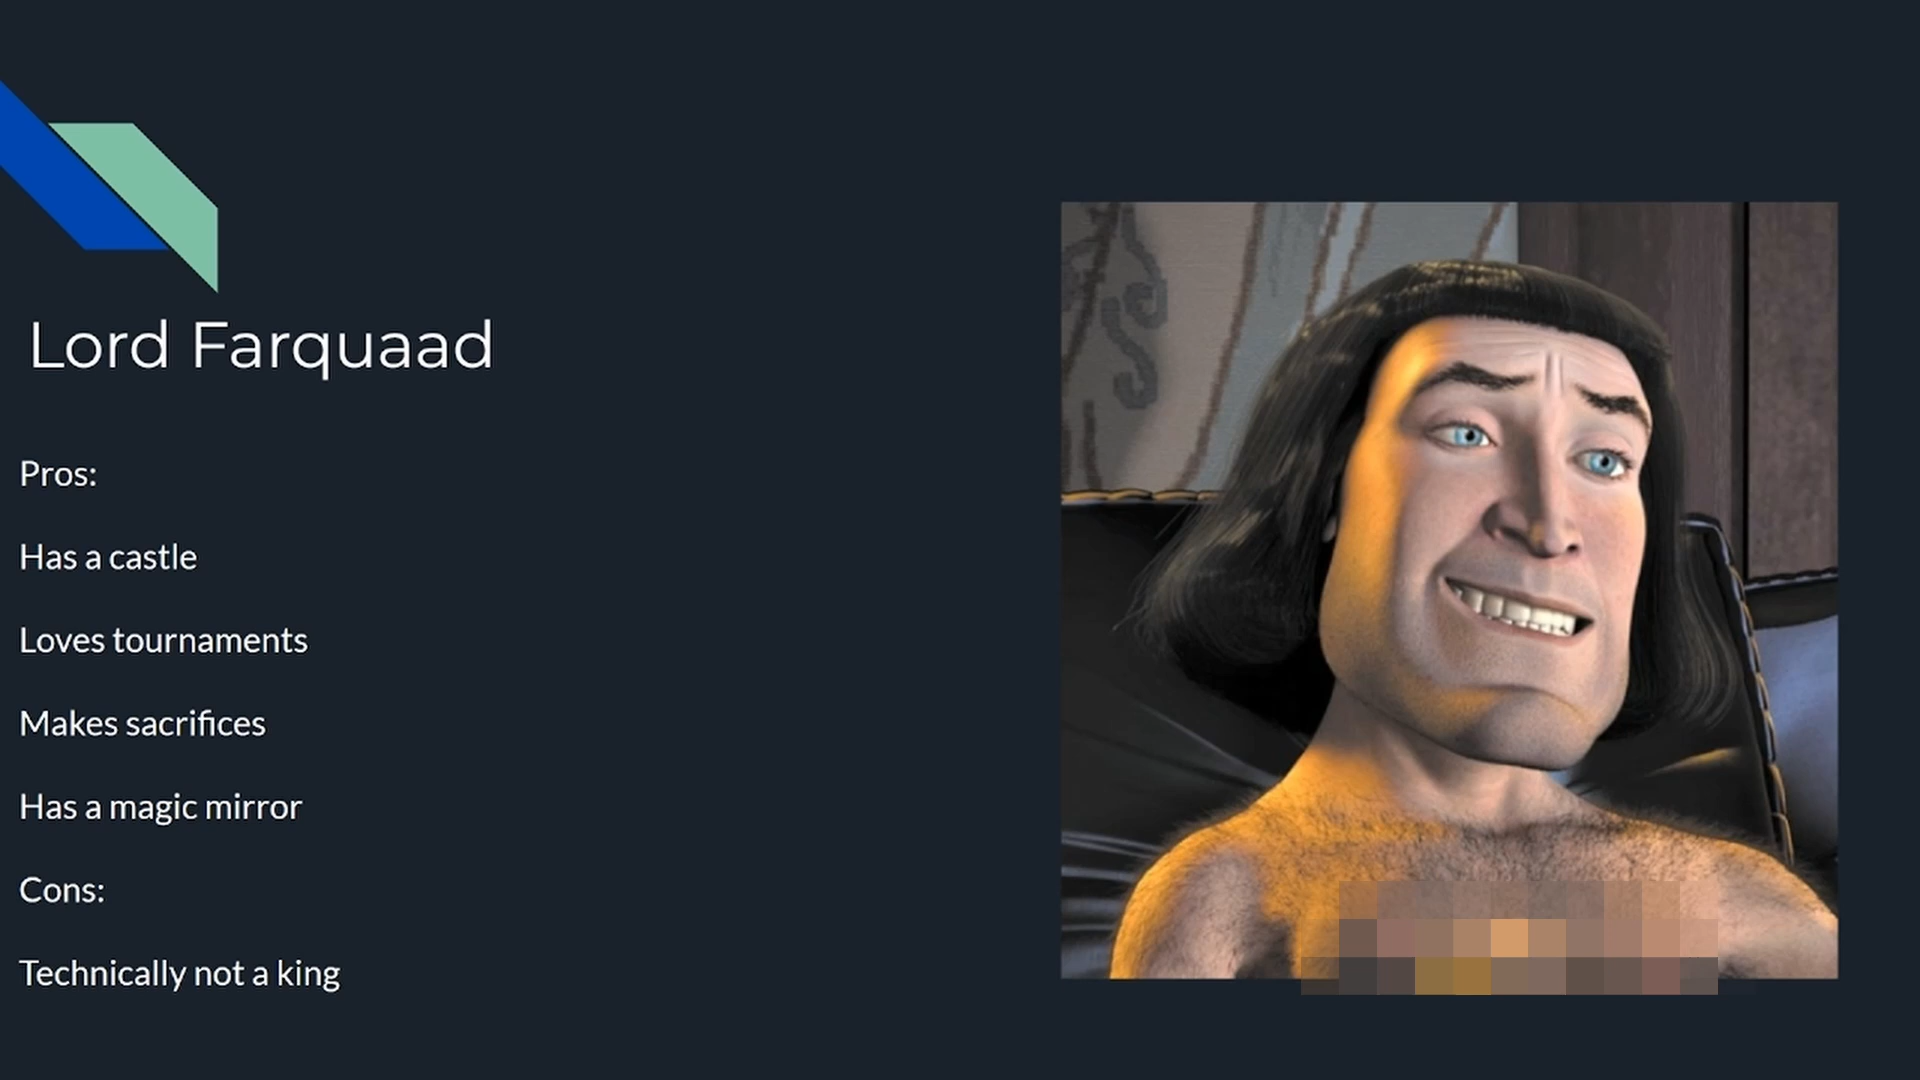 Lord Farquaad
Pros:
Has a castle
Loves tournaments
Makes sacrifices
Has a magic mirror
Cons:
Technically not a king